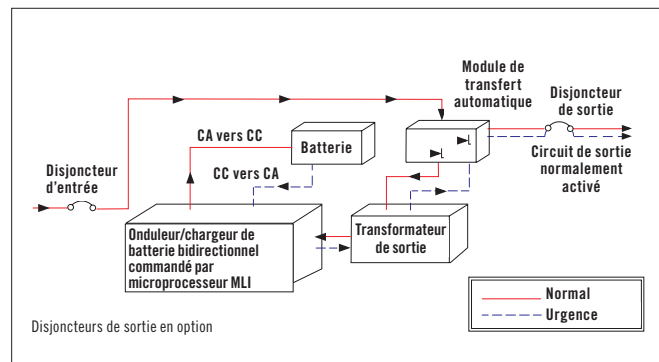 Module de
transfert
automatique
Disjoncteur
de sortie
CA vers CC
Batterie
Disjoncteur
d'entrée
CC vers CA
Circuit de sortie
normalement
activé
Onduleur/chargeur de
batterie bidirectionnel
commandé par
microprocesseur MLI
Transformateur
de sortie
Normal
Urgence
Disjoncteurs de sortie en option